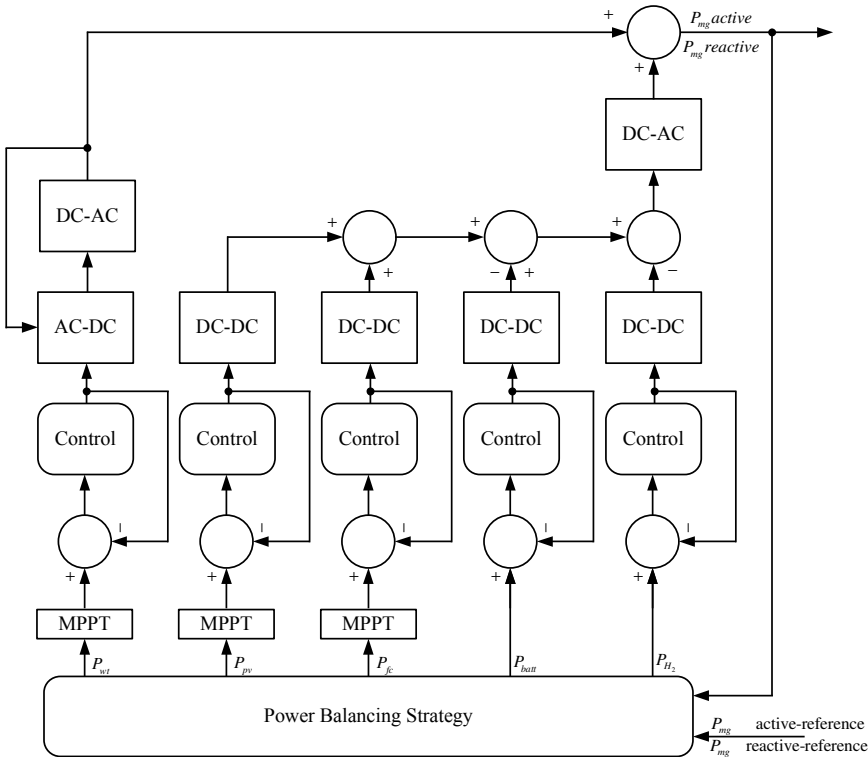 + P_mg active
P_mg reactive
+
DC-AC
DC-AC
+ + +
+ − + −
AC-DC DC-DC DC-DC DC-DC DC-DC
Control Control Control Control Control
− − − − −
+ + + + +
MPPT MPPT MPPT
P_wt P_pv P_fc P_batt P_H₂
Power Balancing Strategy
P_mg active-reference
P_mg reactive-reference